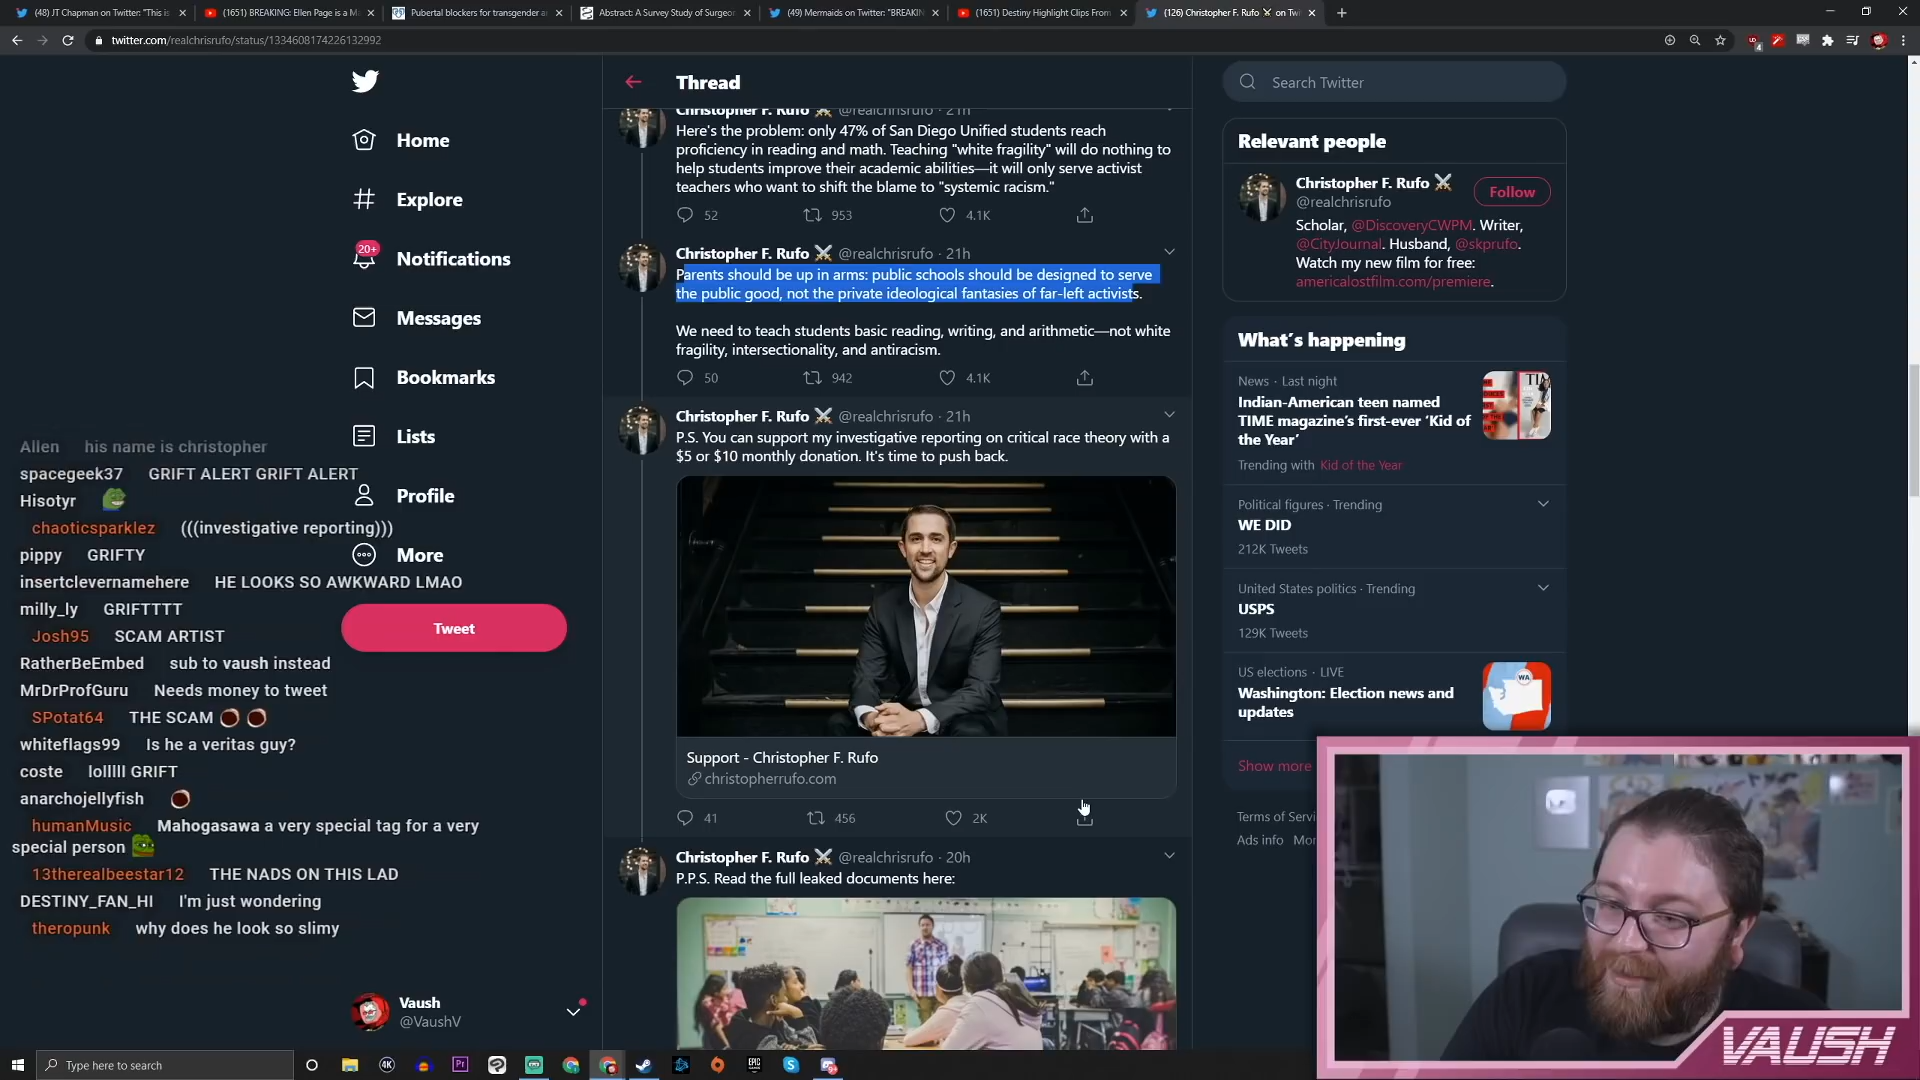 (48) JT Chapman on Twitter: "This is
(1651) BREAKING: Ellen Page is a M
Pubertal blockers for transgender a
Abstract: A Survey Study of Surgeo
(49) Mermaids on Twitter: "BREAKIN
(1651) Destiny Highlight Clips From
(126) Christopher F. Rufo ⚔ on Tw
twitter.com/realchrisrufo/status/1334608174226132992
Home
Explore
20+
Notifications
Messages
Bookmarks
Lists
Profile
More
Tweet
Allen his name is christopher
spacegeek37 GRIFT ALERT GRIFT ALERT
Hisotyr
chaoticsparklez (((investigative reporting)))
pippy GRIFTY
insertclevernamehere HE LOOKS SO AWKWARD LMAO
milly_ly GRIFTTTT
Josh95 SCAM ARTIST
RatherBeEmbed sub to vaush instead
MrDrProfGuru Needs money to tweet
SPotat64 THE SCAM
whiteflags99 Is he a veritas guy?
coste lolllll GRIFT
anarchojellyfish
humanMusic Mahogasawa a very special tag for a very
special person
13therealbeestar12 THE NADS ON THIS LAD
DESTINY_FAN_HI I'm just wondering
theropunk why does he look so slimy
Vaush
@VaushV
Thread
Christopher F. Rufo ⚔ @realchrisrufo · 21h
Here's the problem: only 47% of San Diego Unified students reach
proficiency in reading and math. Teaching "white fragility" will do nothing to
help students improve their academic abilities—it will only serve activist
teachers who want to shift the blame to "systemic racism."
52 953 4.1K
Christopher F. Rufo ⚔ @realchrisrufo · 21h
Parents should be up in arms: public schools should be designed to serve
the public good, not the private ideological fantasies of far-left activists.
We need to teach students basic reading, writing, and arithmetic—not white
fragility, intersectionality, and antiracism.
50 942 4.1K
Christopher F. Rufo ⚔ @realchrisrufo · 21h
P.S. You can support my investigative reporting on critical race theory with a
$5 or $10 monthly donation. It's time to push back.
Support - Christopher F. Rufo
christopherrufo.com
41 456 2K
Christopher F. Rufo ⚔ @realchrisrufo · 20h
P.P.S. Read the full leaked documents here:
Search Twitter
Relevant people
Christopher F. Rufo ⚔
@realchrisrufo
Follow
Scholar, @DiscoveryCWPM. Writer,
@CityJournal. Husband, @skprufo.
Watch my new film for free:
americalostfilm.com/premiere.
What's happening
News · Last night
Indian-American teen named
TIME magazine's first-ever 'Kid of
the Year'
Trending with Kid of the Year
Political figures · Trending
WE DID
212K Tweets
United States politics · Trending
USPS
129K Tweets
US elections · LIVE
Washington: Election news and
updates
WA
Show more
Terms of Servi
Ads info Mor
VAUSH
Type here to search